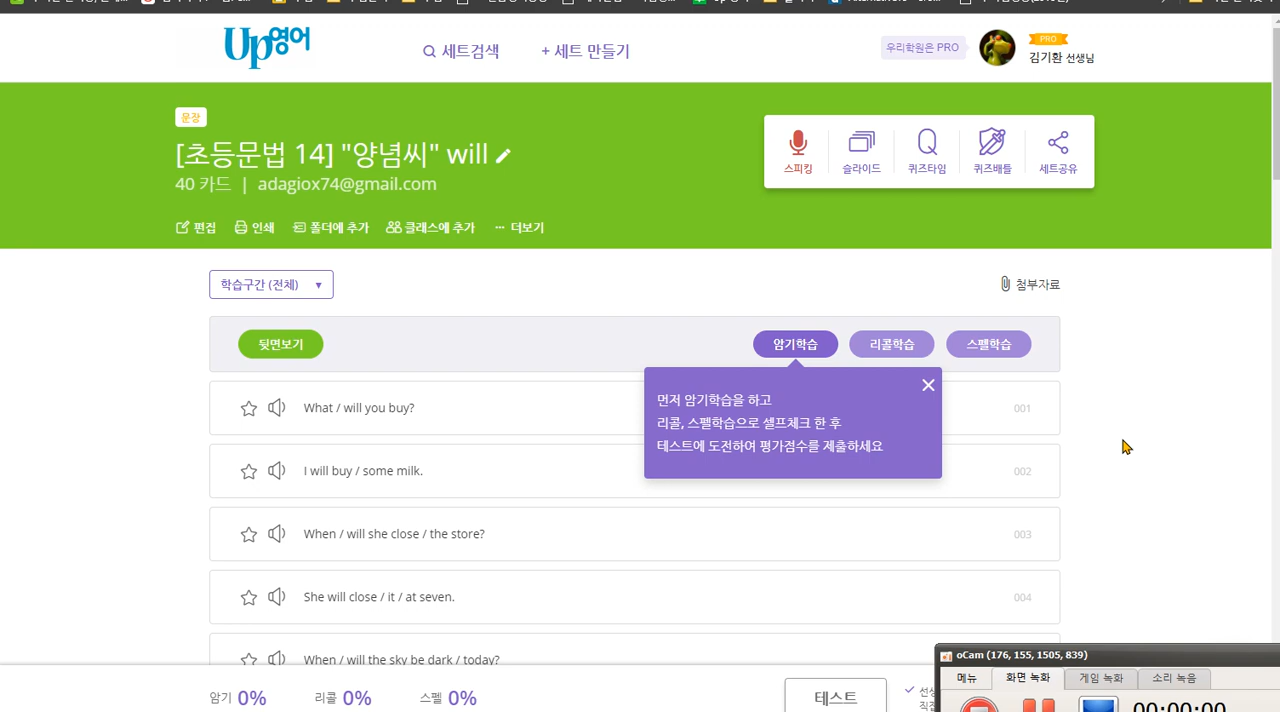 Up영어
세트검색
+ 세트 만들기
우리학원은 PRO
PRO
김기환 선생님
문장
[초등문법 14] "양념씨" will
40 카드 | adagiox74@gmail.com
스피킹
슬라이드
퀴즈타임
퀴즈배틀
세트공유
편집
인쇄
폴더에 추가
클래스에 추가
··· 더보기
학습구간 (전체) ▼
첨부자료
뒷면보기
암기학습
리콜학습
스펠학습
먼저 암기학습을 하고
리콜, 스펠학습으로 셀프체크 한 후
테스트에 도전하여 평가점수를 제출하세요
What / will you buy?
001
I will buy / some milk.
002
When / will she close / the store?
003
She will close / it / at seven.
004
When / will the sky be dark / today?
암기 0%
리콜 0%
스펠 0%
테스트
oCam (176, 155, 1505, 839)
메뉴
화면 녹화
게임 녹화
소리 녹음
00:00:00